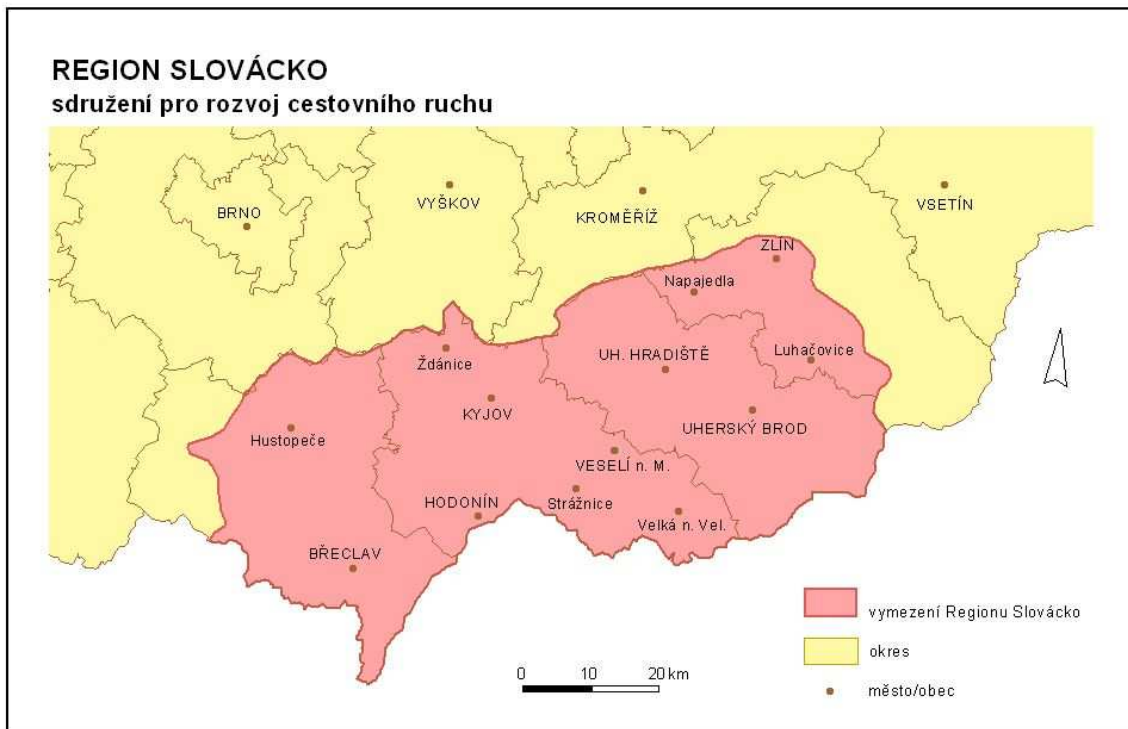 REGION SLOVÁCKO
sdružení pro rozvoj cestovního ruchu
BRNO
VYŠKOV
KROMĚŘÍŽ
VSETÍN
ZLÍN
Napajedla
Ždánice
UH. HRADIŠTĚ
Luhačovice
KYJOV
Hustopeče
UHERSKÝ BROD
VESELÍ n. M.
HODONÍN
Strážnice
Velká n. Vel.
BŘECLAV
vymezení Regionu Slovácko
okres
město/obec
0 10 20 km